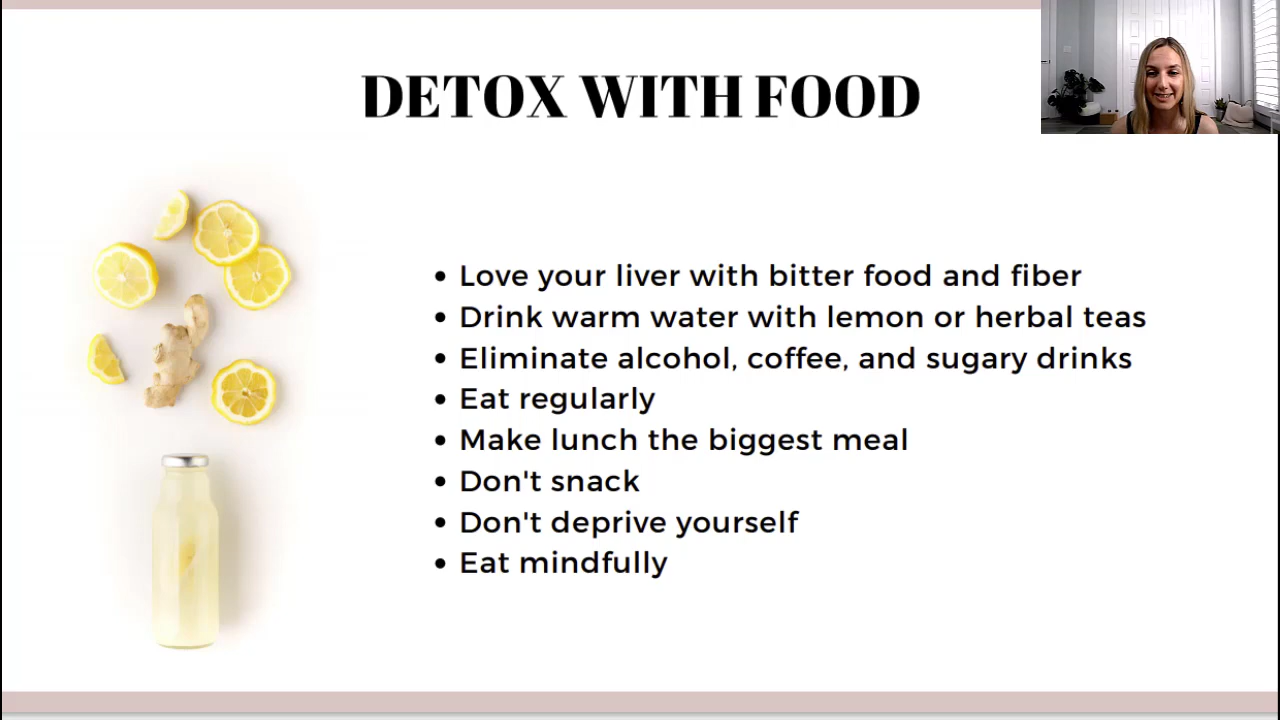 DETOX WITH FOOD
• Love your liver with bitter food and fiber
• Drink warm water with lemon or herbal teas
• Eliminate alcohol, coffee, and sugary drinks
• Eat regularly
• Make lunch the biggest meal
• Don't snack
• Don't deprive yourself
• Eat mindfully